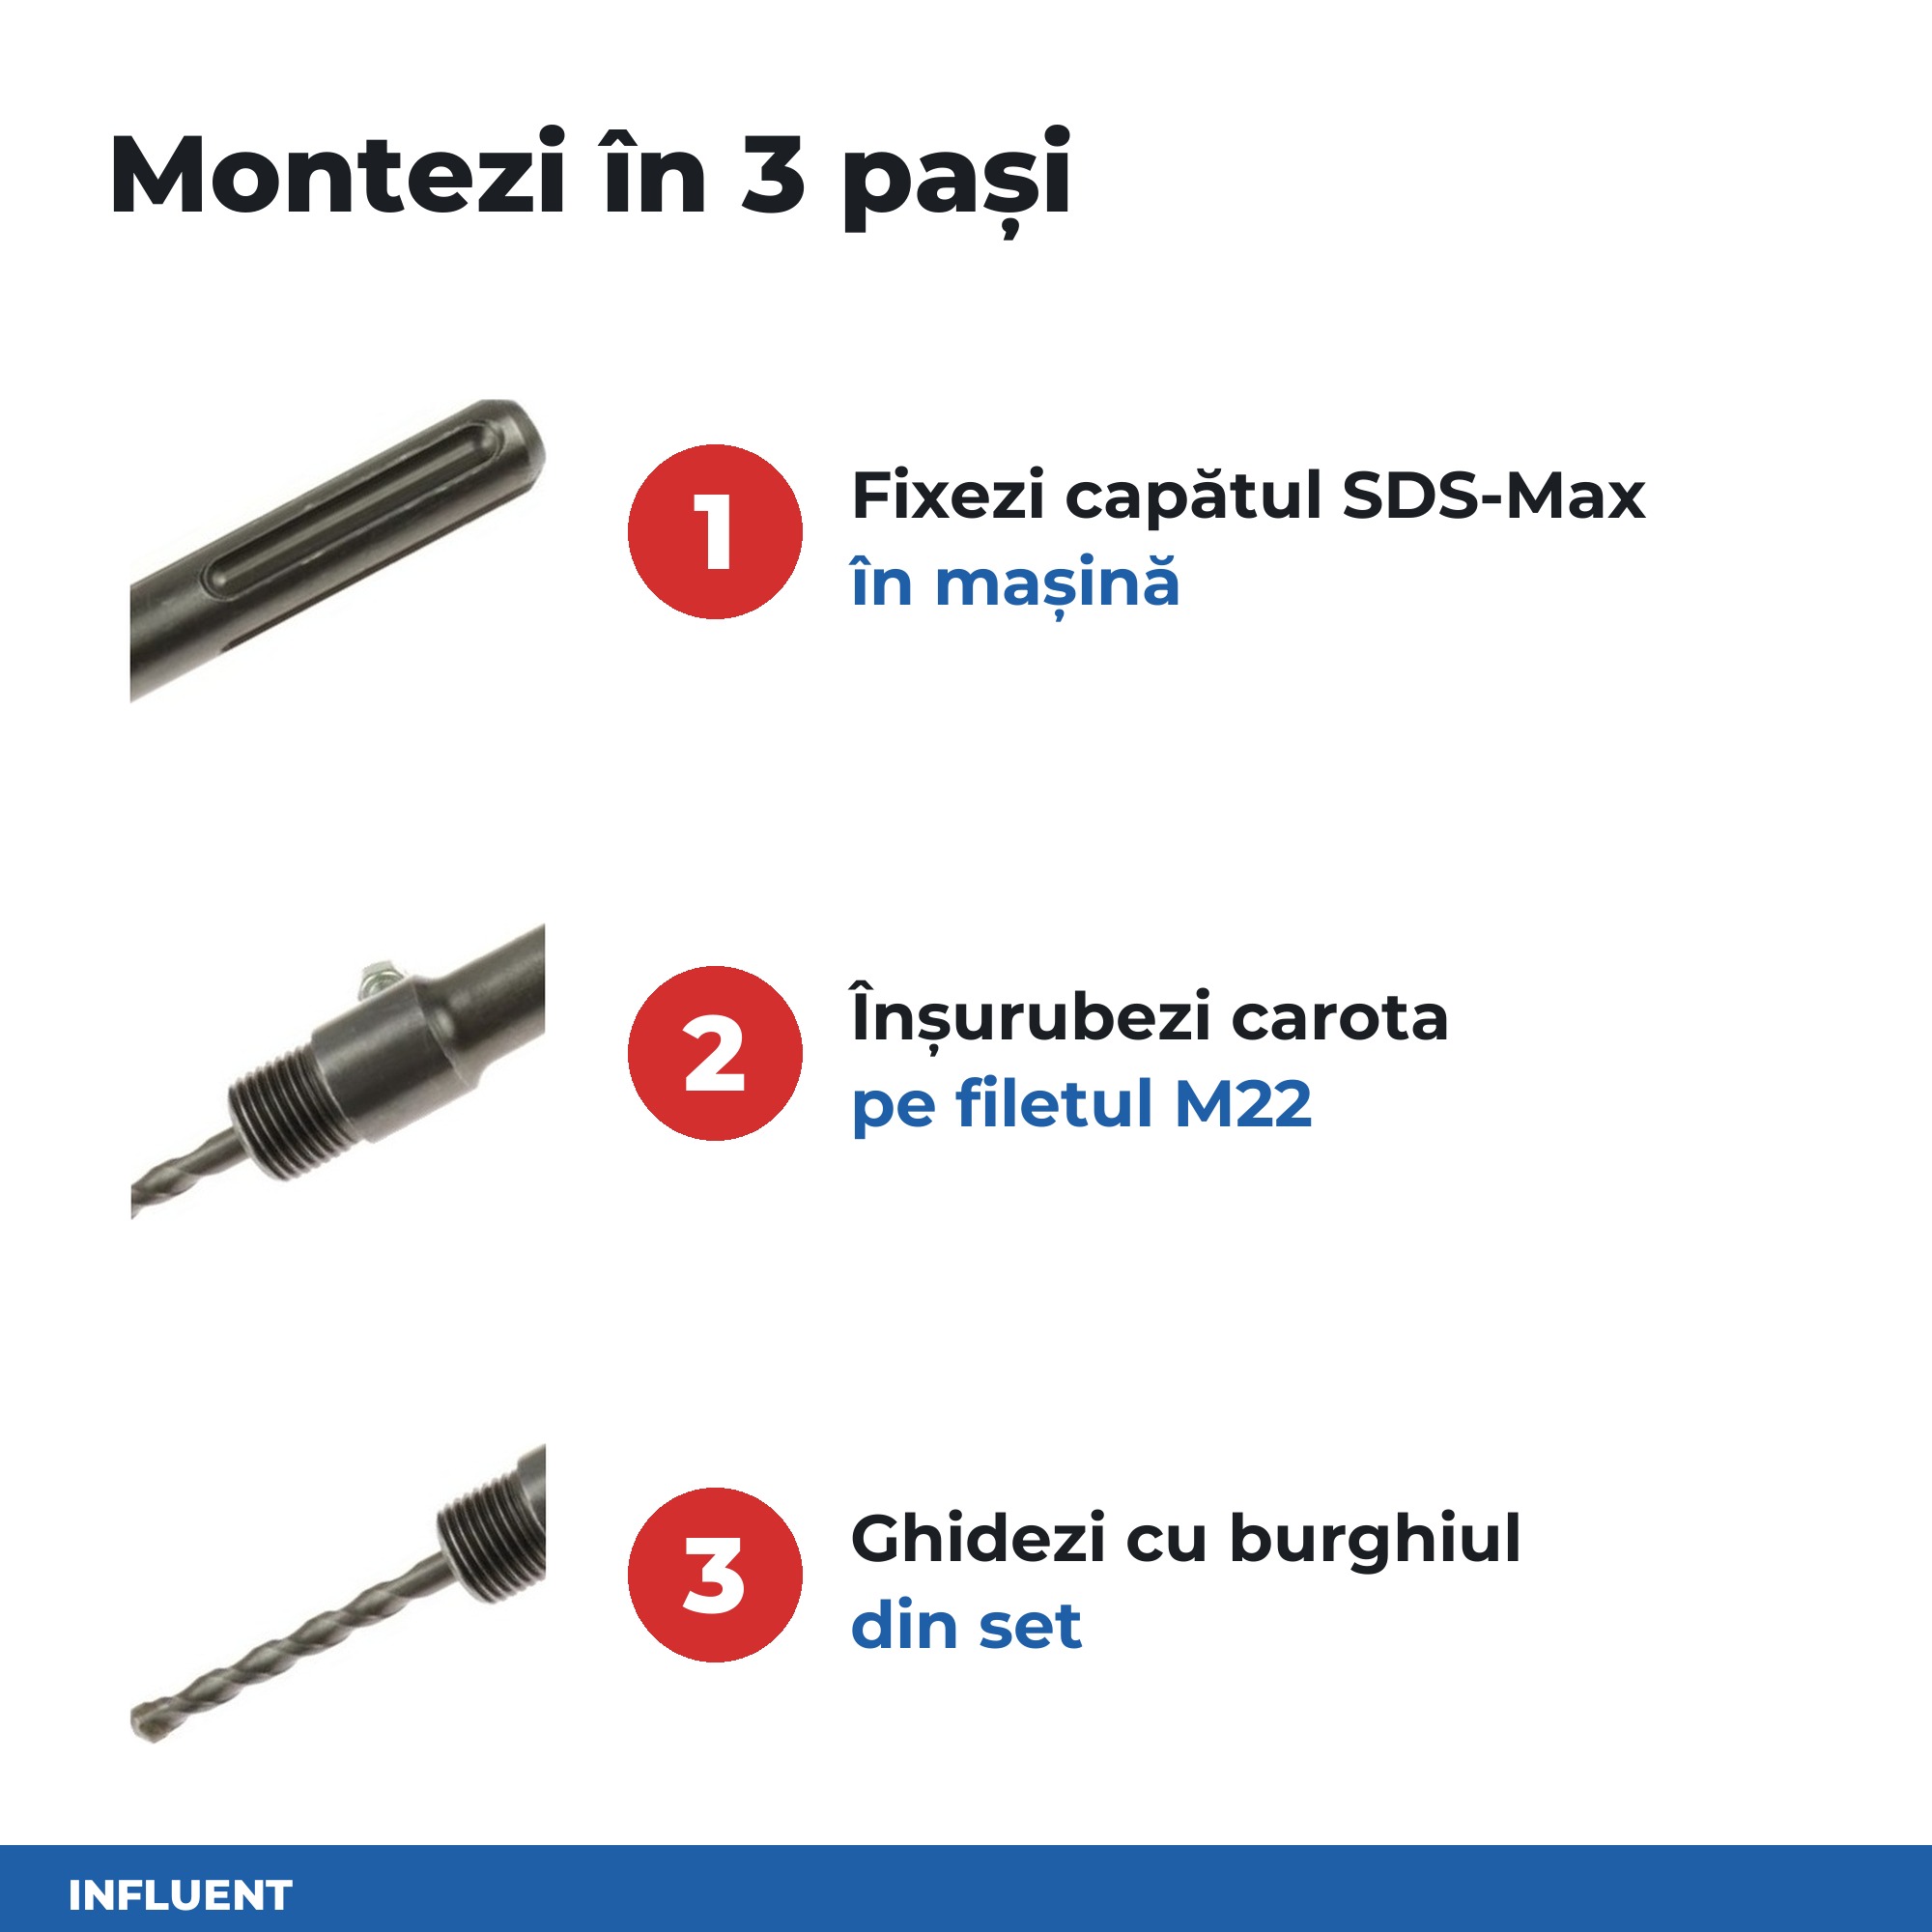 Montezi în 3 pași
1
Fixezi capătul SDS-Max
în mașină
2
Înșurubezi carota
pe filetul M22
3
Ghidezi cu burghiul
din set
INFLUENT